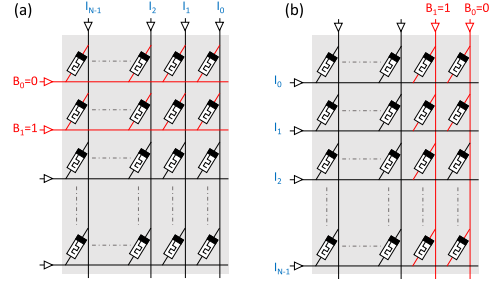 (a)
I_{N-1} I_2 I_1 I_0
B_0=0
B_1=1
(b)
B_1=1 B_0=0
I_0
I_1
I_2
I_{N-1}